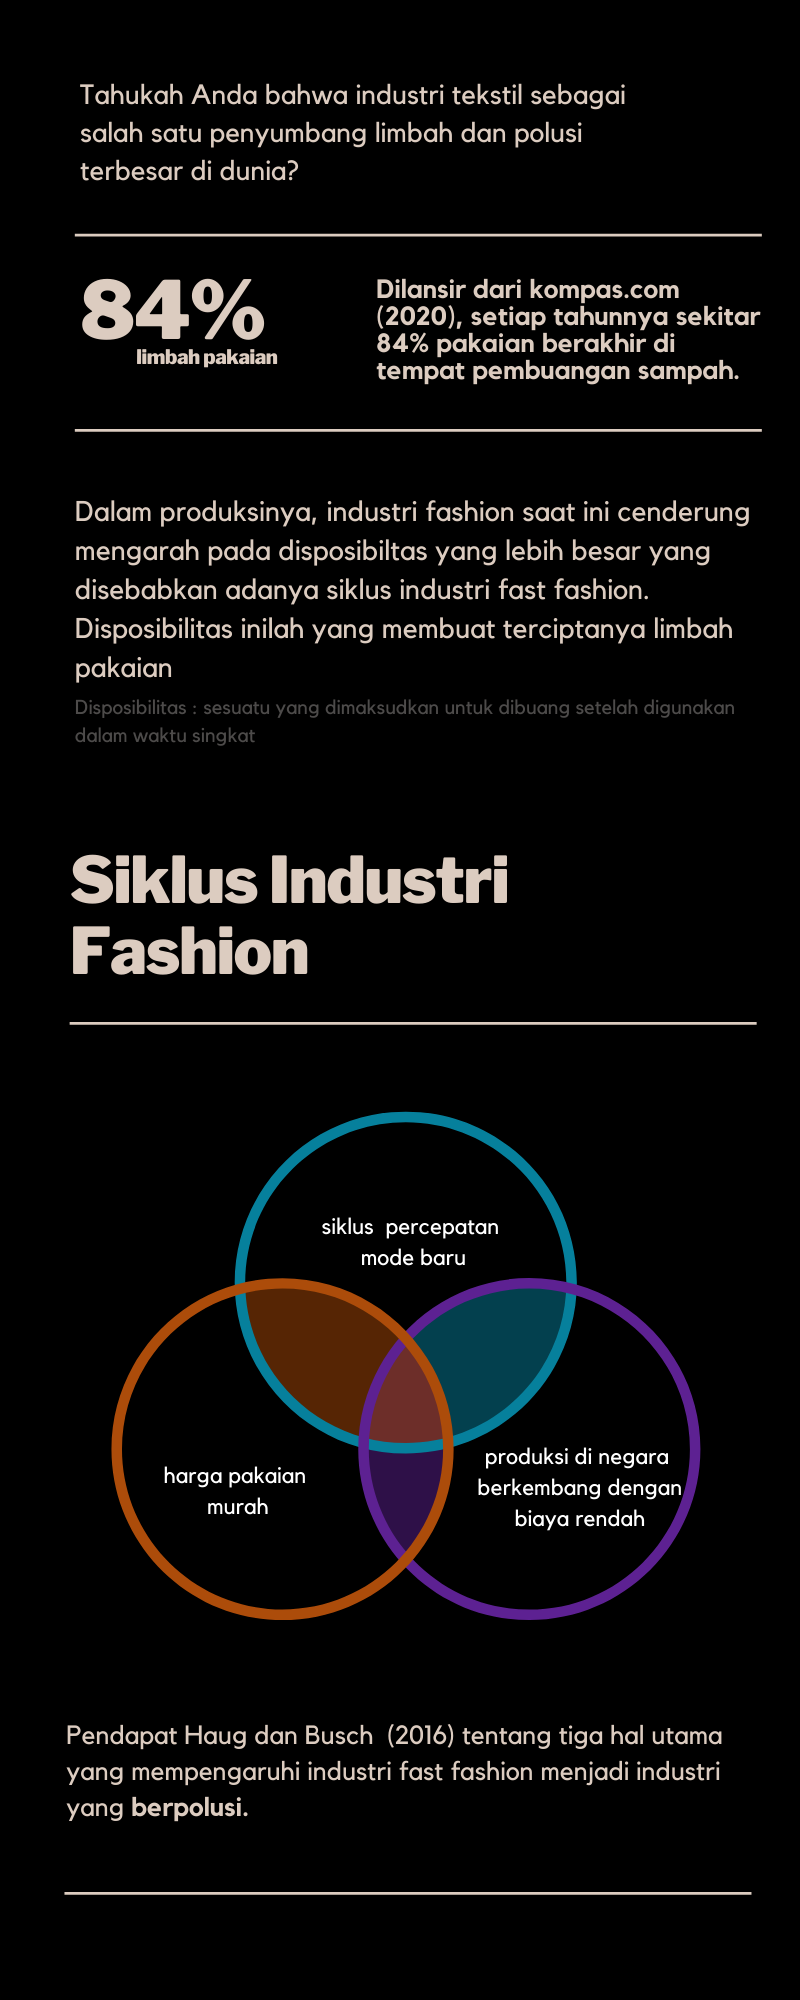 Tahukah Anda bahwa industri tekstil sebagai
salah satu penyumbang limbah dan polusi
terbesar di dunia?
84%
limbah pakaian
Dilansir dari kompas.com
(2020), setiap tahunnya sekitar
84% pakaian berakhir di
tempat pembuangan sampah.
Dalam produksinya, industri fashion saat ini cenderung
mengarah pada disposibiltas yang lebih besar yang
disebabkan adanya siklus industri fast fashion.
Disposibilitas inilah yang membuat terciptanya limbah
pakaian
Disposibilitas : sesuatu yang dimaksudkan untuk dibuang setelah digunakan
dalam waktu singkat
Siklus Industri
Fashion
siklus  percepatan
mode baru
harga pakaian
murah
produksi di negara
berkembang dengan
biaya rendah
Pendapat Haug dan Busch  (2016) tentang tiga hal utama
yang mempengaruhi industri fast fashion menjadi industri
yang berpolusi.